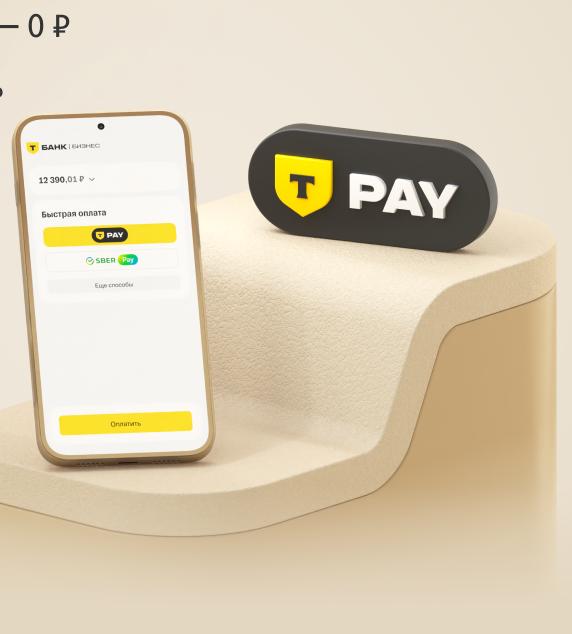 — 0 ₽
T БАНК | БИЗНЕС
12 390,01 ₽
Быстрая оплата
T PAY
SBER Pay
Еще способы
Оплатить
T PAY